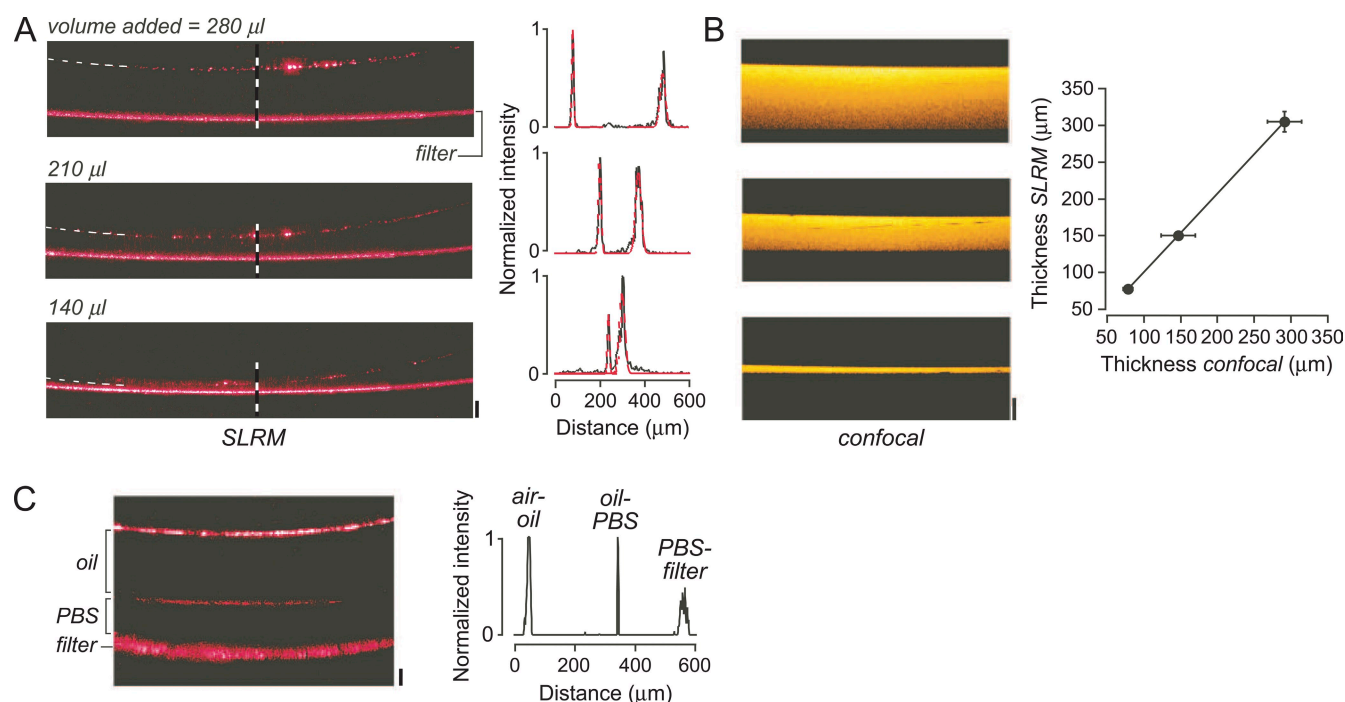 A
volume added = 280 µl
filter
210 µl
140 µl
SLRM
Normalized intensity
1
0
1
0
1
0
0 200 400 600
Distance (µm)
B
confocal
Thickness SLRM (µm)
350
300
250
200
150
100
50
50 100 150 200 250 300 350
Thickness confocal (µm)
C
oil
PBS
filter
Normalized intensity
1
0
air-
oil
oil-
PBS
PBS-
filter
0 200 400 600
Distance (µm)